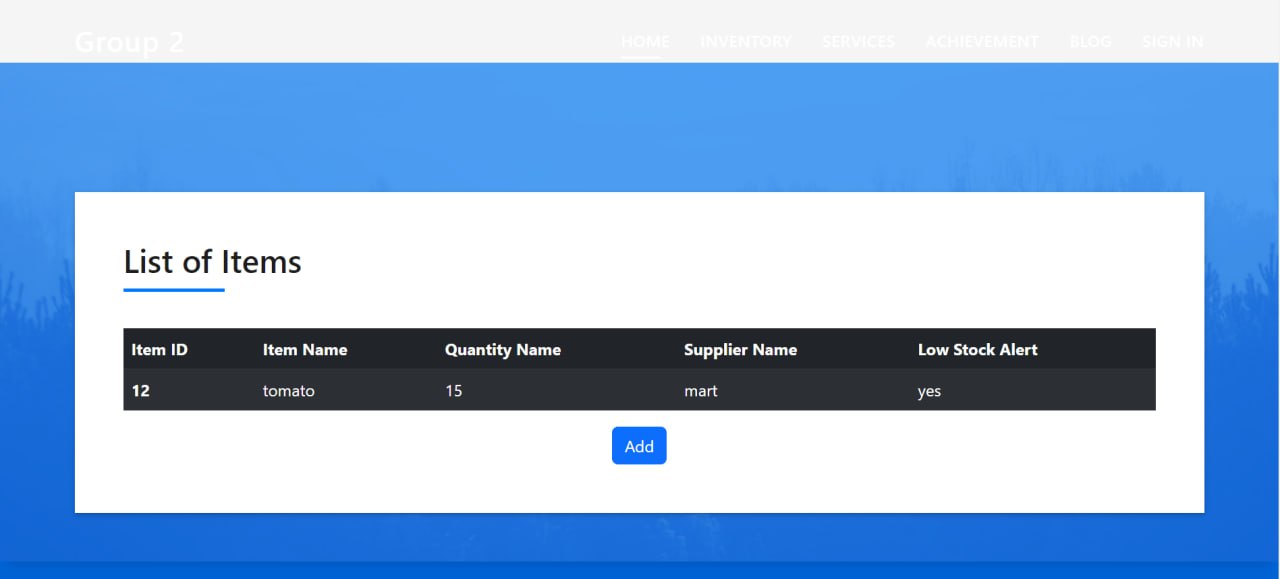 Group 2
HOME INVENTORY SERVICES ACHIEVEMENT BLOG SIGN IN
List of Items
Item ID Item Name Quantity Name Supplier Name Low Stock Alert
12 tomato 15 mart yes
Add